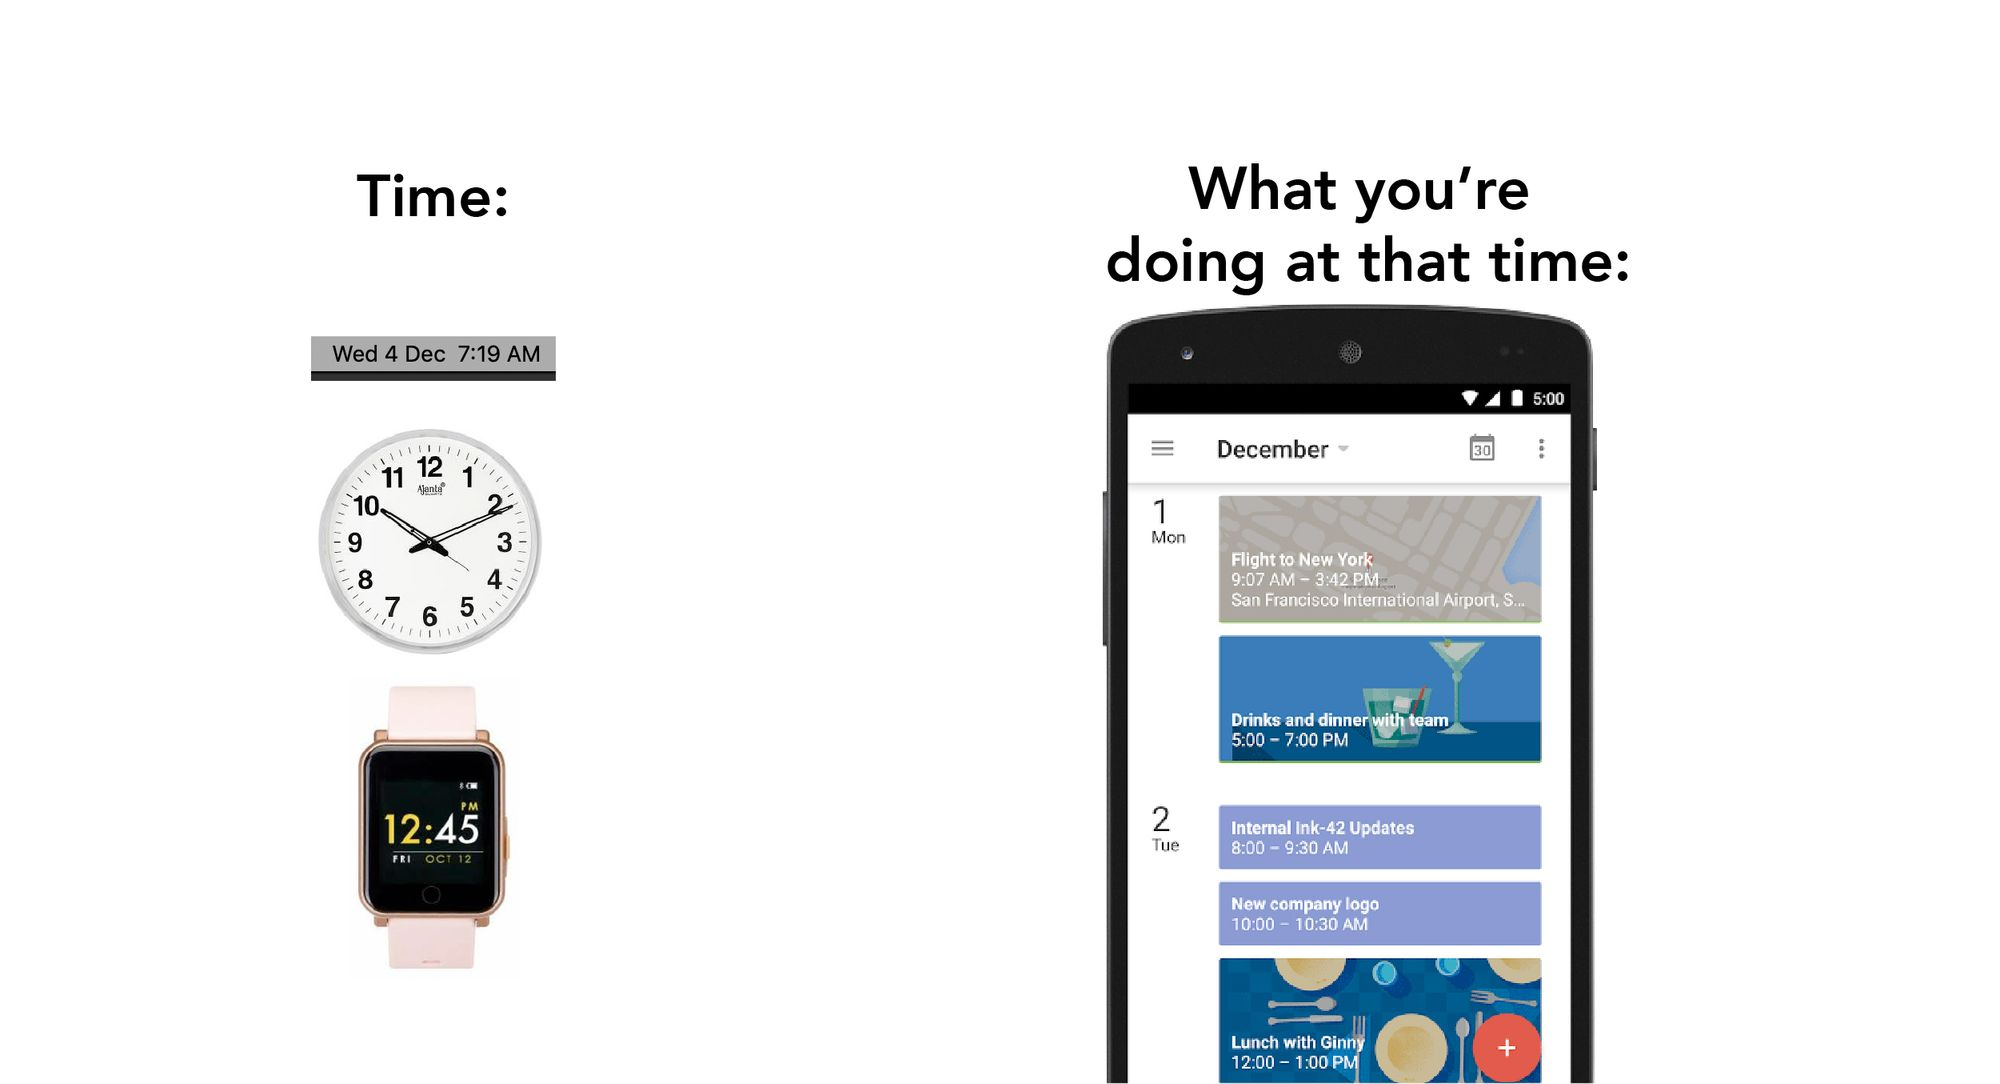 Time:
Wed 4 Dec 7:19 AM
12
11 1
10 2
9 3
8 4
7 5
6
Ajanta
PM
12:45
FRI OCT 12
What you’re
doing at that time:
5:00
December
30
1
Mon
Flight to New York
9:07 AM – 3:42 PM
San Francisco International Airport, S...
Drinks and dinner with team
5:00 – 7:00 PM
2
Tue
Internal Ink-42 Updates
8:00 – 9:30 AM
New company logo
10:00 – 10:30 AM
Lunch with Ginny
12:00 – 1:00 PM